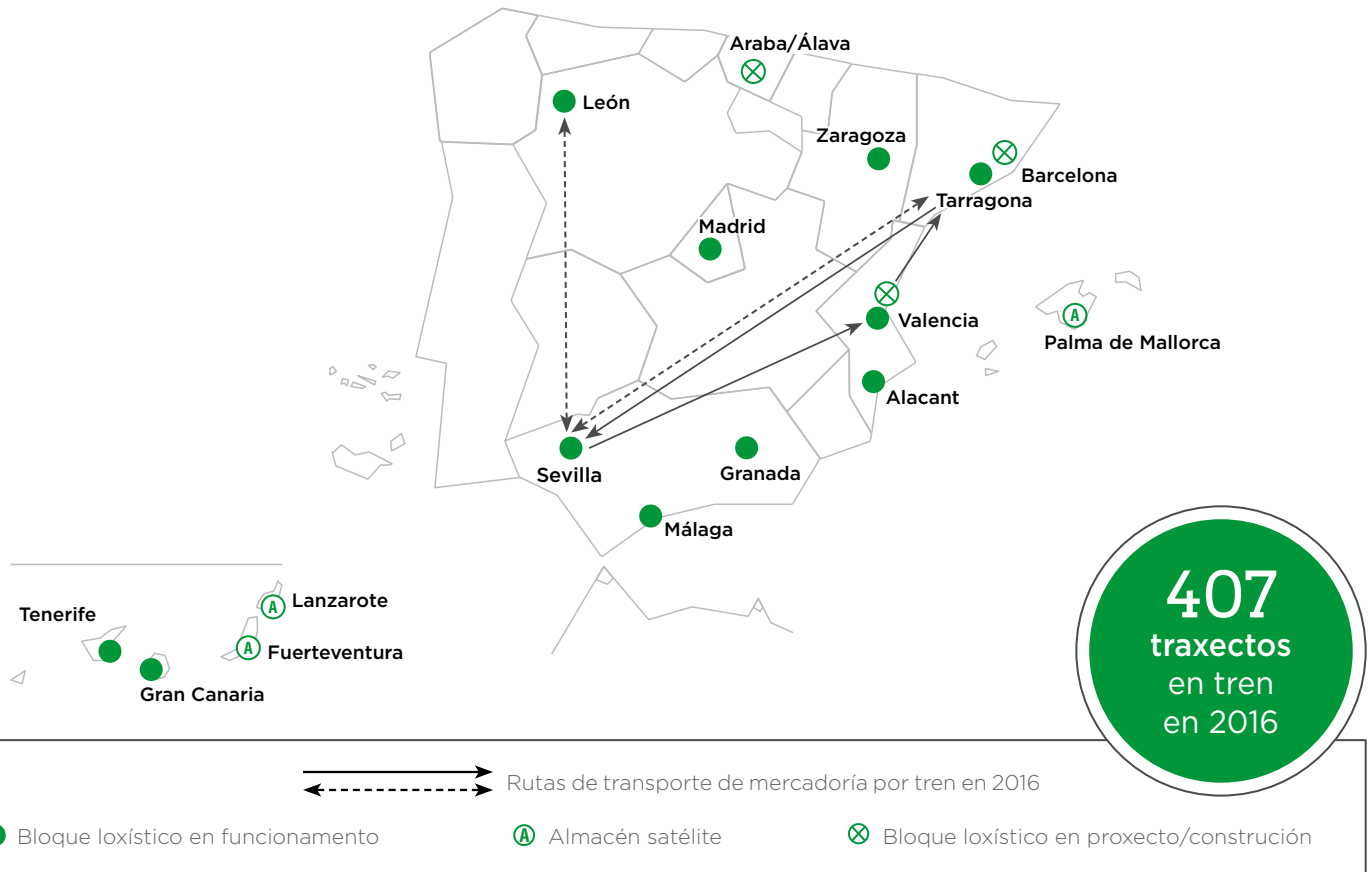 Araba/Álava
León
Zaragoza
Barcelona
Tarragona
Madrid
Valencia
A
Palma de Mallorca
Alacant
Sevilla
Granada
Málaga
A Lanzarote
Tenerife
A Fuerteventura
Gran Canaria
407
traxectos
en tren
en 2016
Rutas de transporte de mercadoría por tren en 2016
Bloque loxístico en funcionamento
A Almacén satélite
Bloque loxístico en proxecto/construción